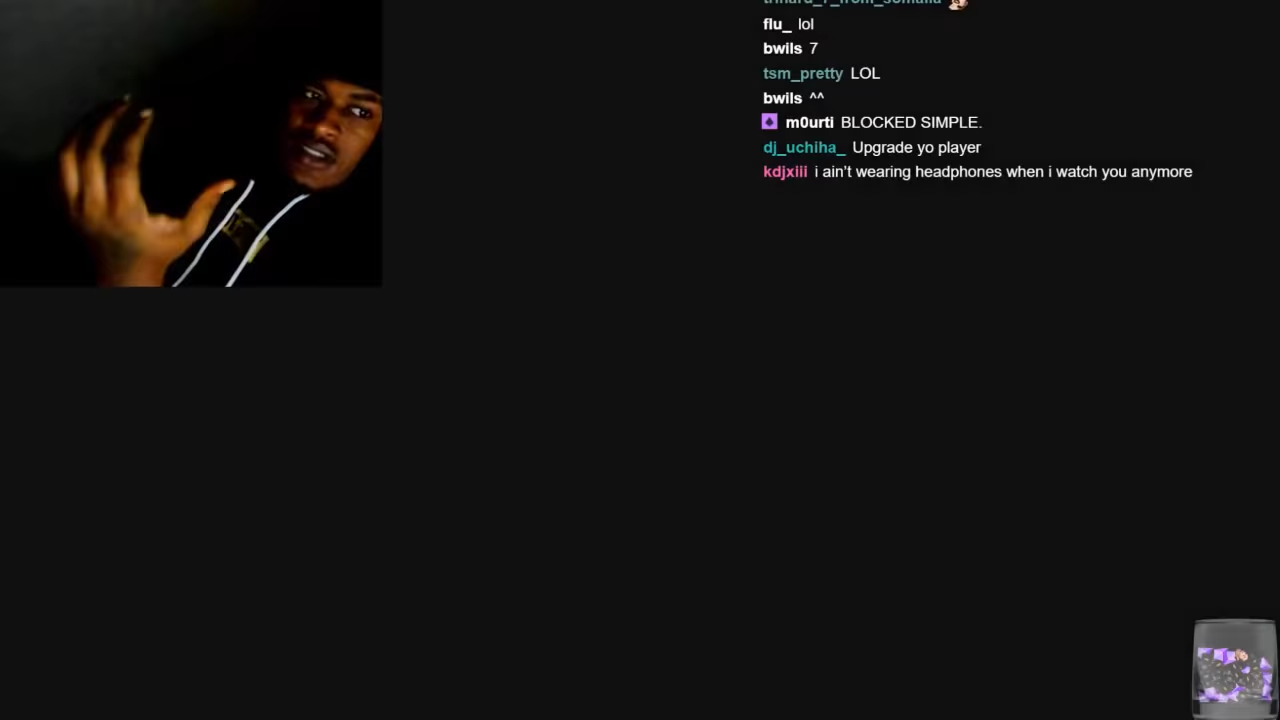 flu_ lol
bwils 7
tsm_pretty LOL
bwils ^^
m0urti BLOCKED SIMPLE.
dj_uchiha_ Upgrade yo player
kdjxiii i ain't wearing headphones when i watch you anymore